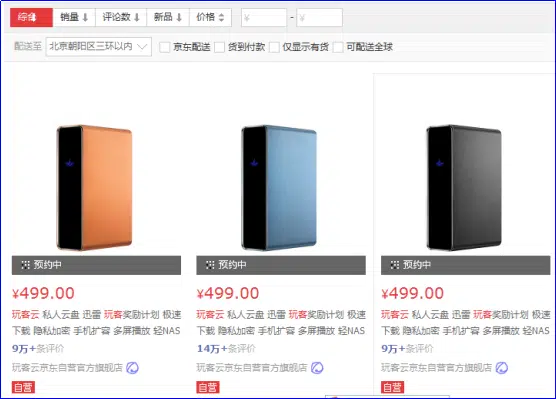 综合 销量 评论数 新品 价格 ¥ - ¥
配送至 北京朝阳区三环以内 京东配送 货到付款 仅显示有货 可配送全球
预约中 预约中 预约中
¥499.00 ¥499.00 ¥499.00
玩客云 私人云盘 迅雷 玩客奖励计划 极速
下载 隐私加密 手机扩容 多屏播放 轻NAS
9万+条评价
玩客云京东自营官方旗舰店
自营
玩客云 私人云盘 迅雷 玩客奖励计划 极速
下载 隐私加密 手机扩容 多屏播放 轻NAS
14万+条评价
玩客云京东自营官方旗舰店
自营
玩客云 私人云盘 迅雷 玩客奖励计划 极速
下载 隐私加密 手机扩容 多屏播放 轻NAS
9万+条评价
玩客云京东自营官方旗舰店
自营